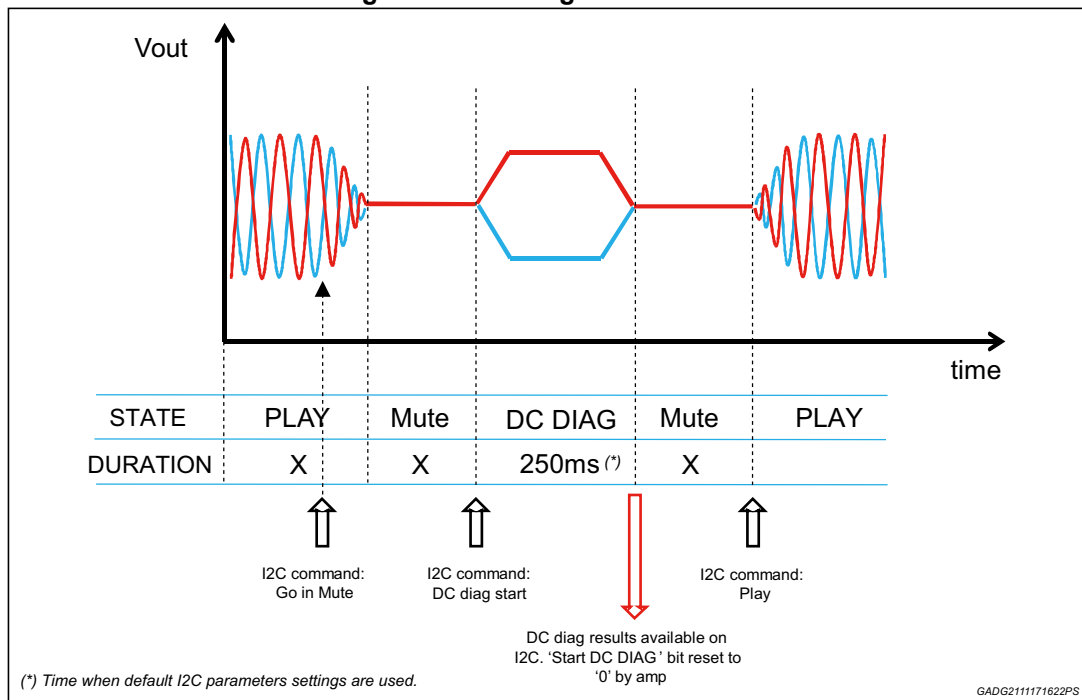 Vout
time
STATE PLAY Mute DC DIAG Mute PLAY
DURATION X X 250ms (*) X
I2C command:
Go in Mute
I2C command:
DC diag start
I2C command:
Play
DC diag results available on
I2C. ‘Start DC DIAG’ bit reset to
‘0’ by amp
(*) Time when default I2C parameters settings are used.
GADG2111171622PS